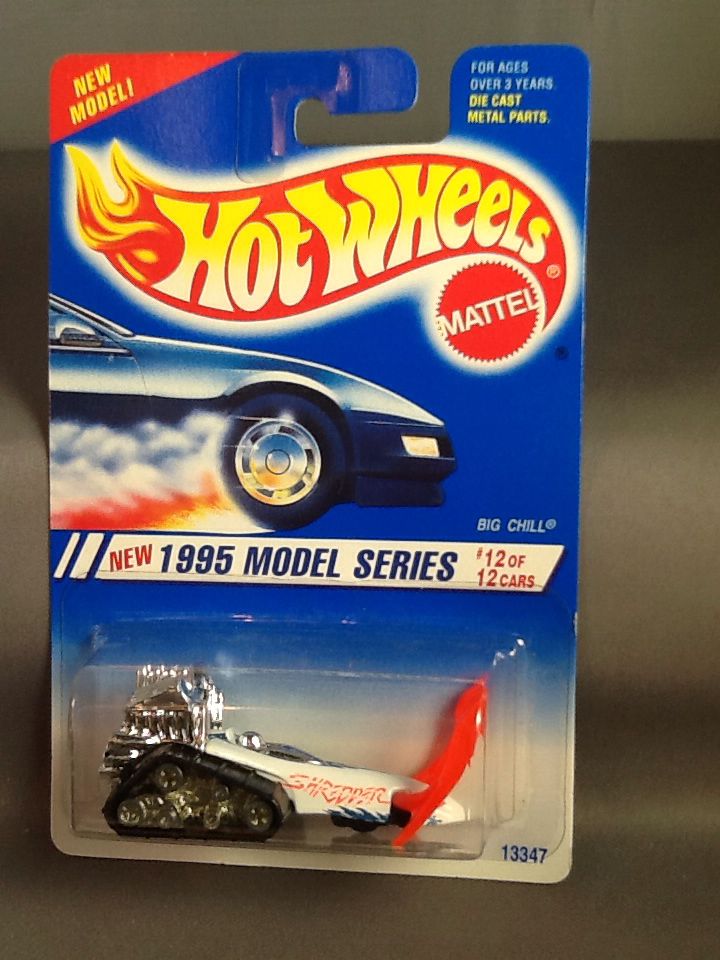 NEW
MODEL!
FOR AGES
OVER 3 YEARS.
DIE CAST
METAL PARTS.
HOT WHEELS
®
MATTEL
®
BIG CHILL®
NEW 1995 MODEL SERIES
#12 OF
12 CARS
SHREDDER
13347